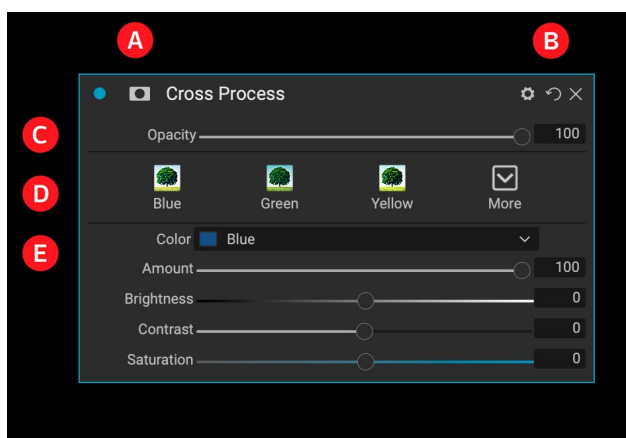 A
B
Cross Process
C
Opacity 100
D
Blue Green Yellow More
E
Color Blue
Amount 100
Brightness 0
Contrast 0
Saturation 0